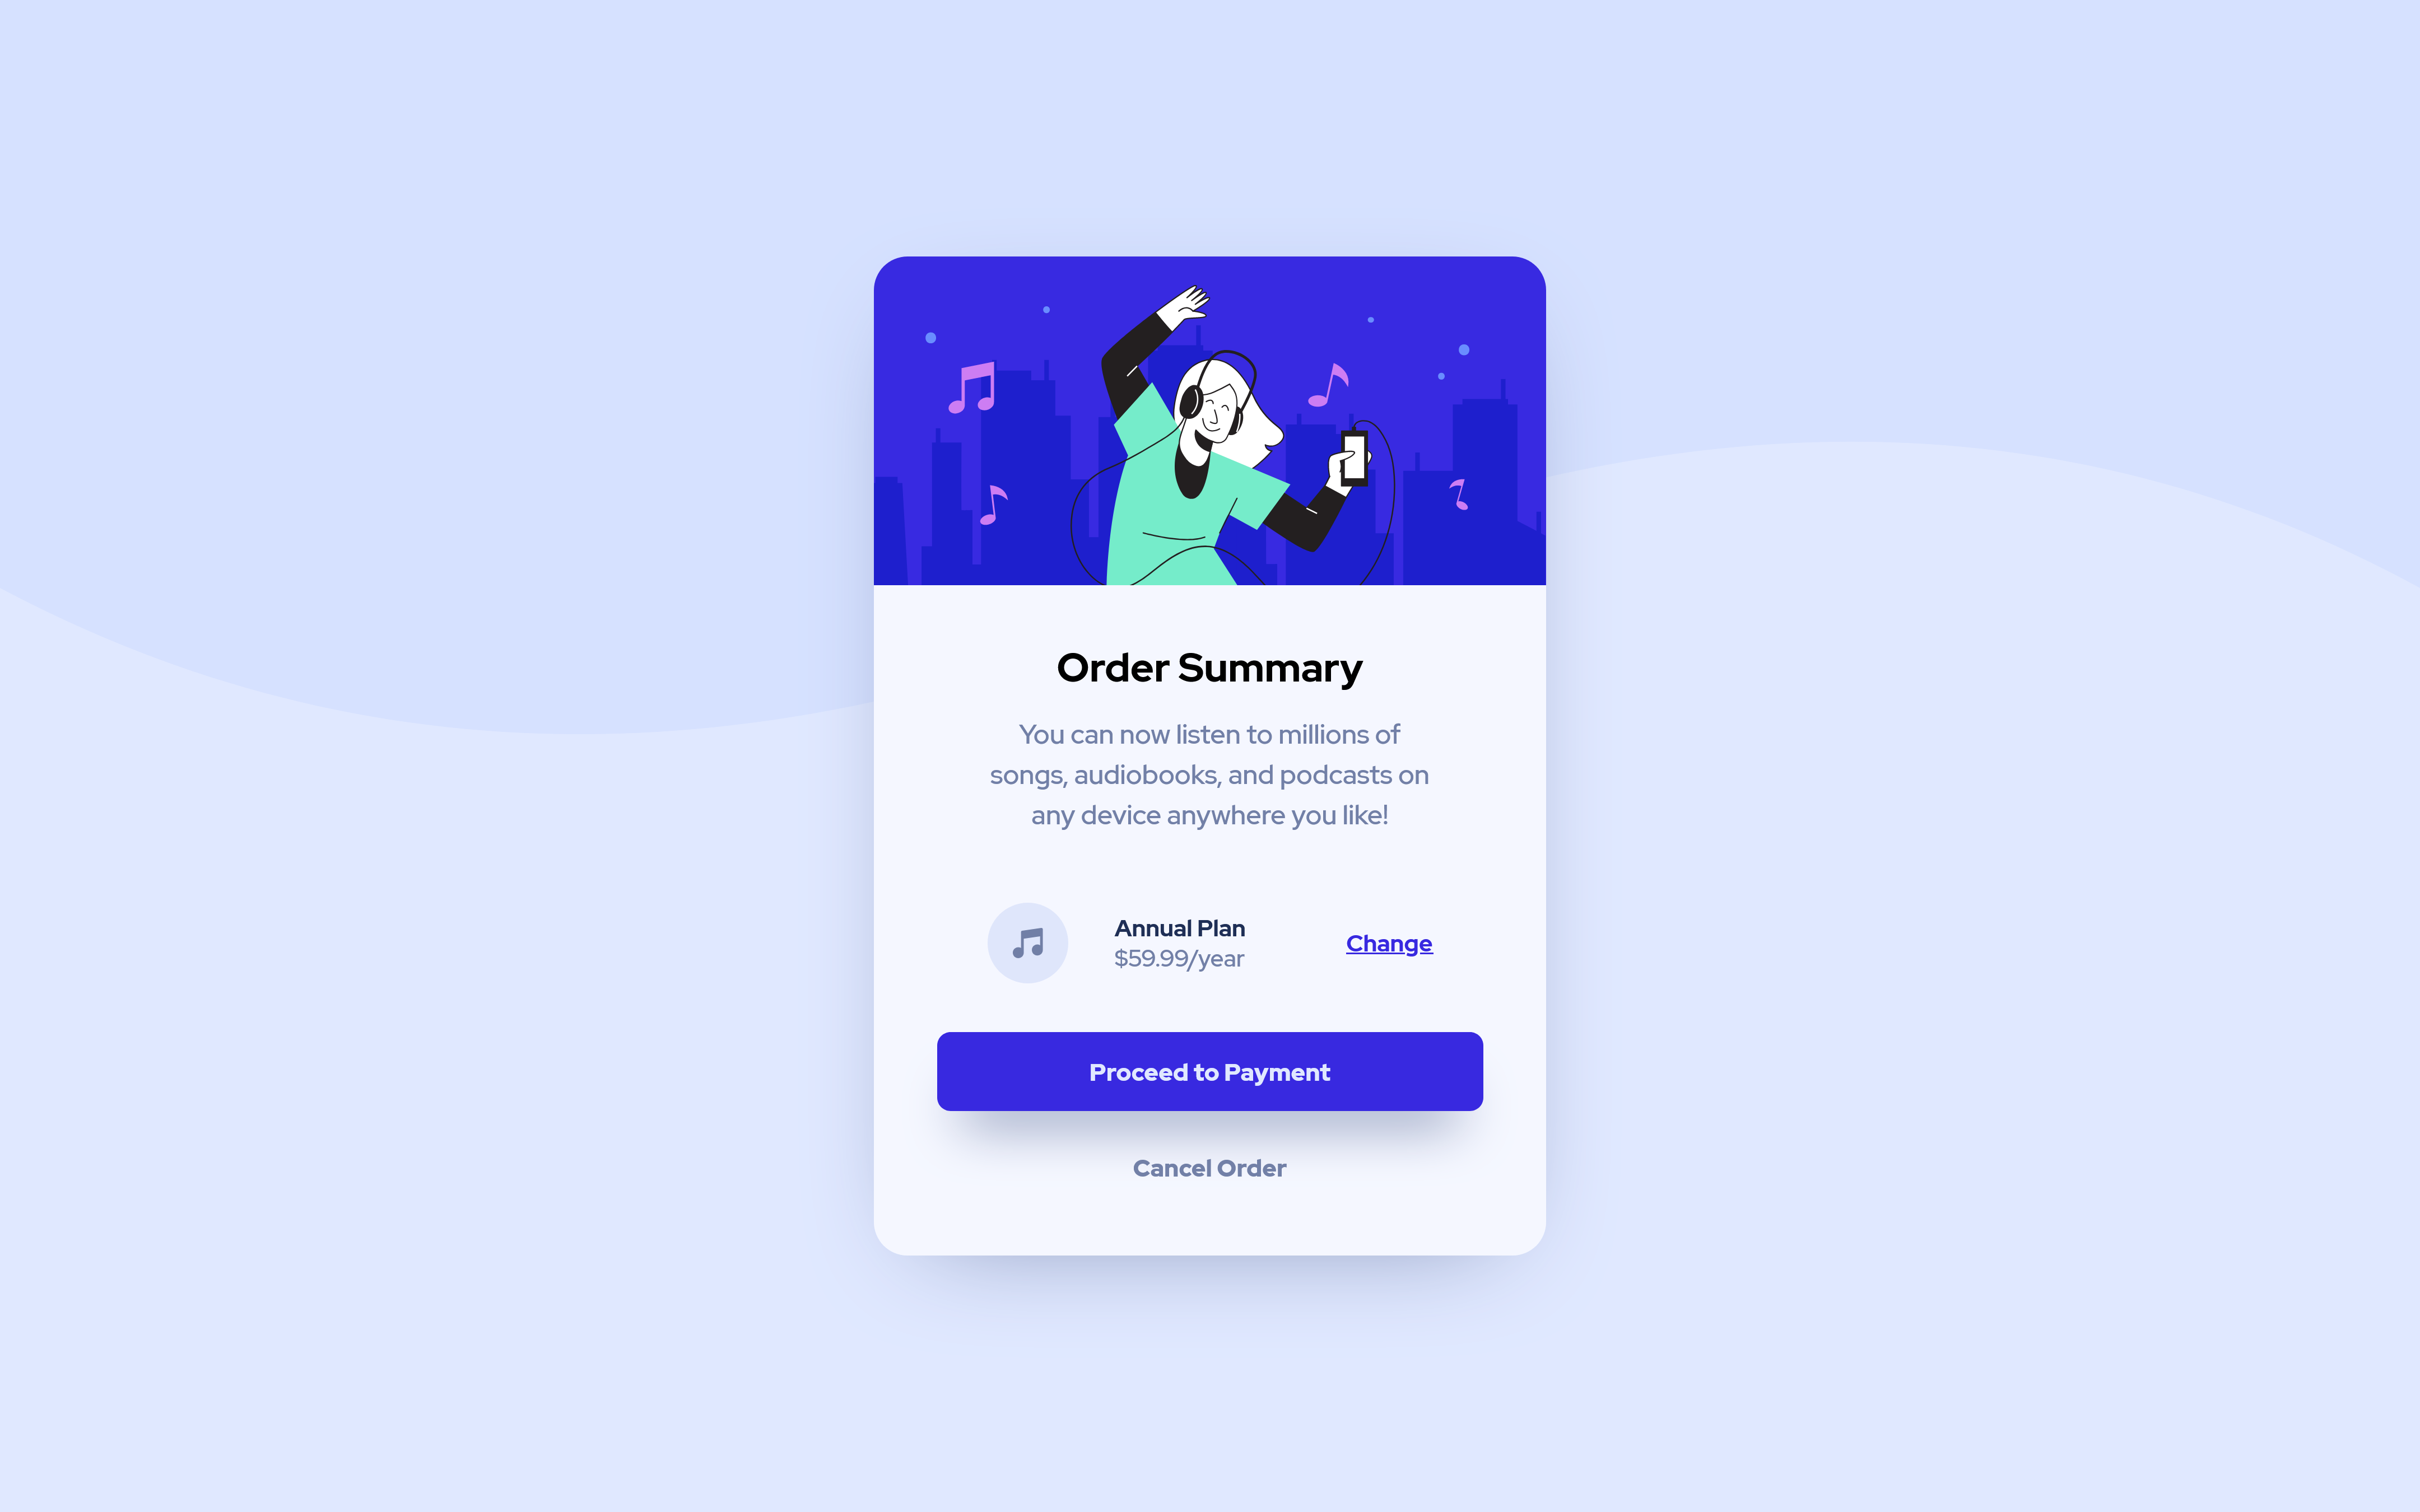 Order Summary
You can now listen to millions of
songs, audiobooks, and podcasts on
any device anywhere you like!
Annual Plan
$59.99/year
Change
Proceed to Payment
Cancel Order